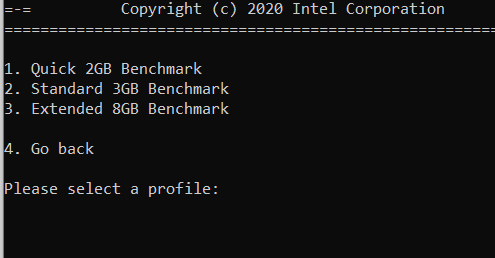 =-= Copyright (c) 2020 Intel Corporation
=======================================================
1. Quick 2GB Benchmark
2. Standard 3GB Benchmark
3. Extended 8GB Benchmark
4. Go back
Please select a profile: